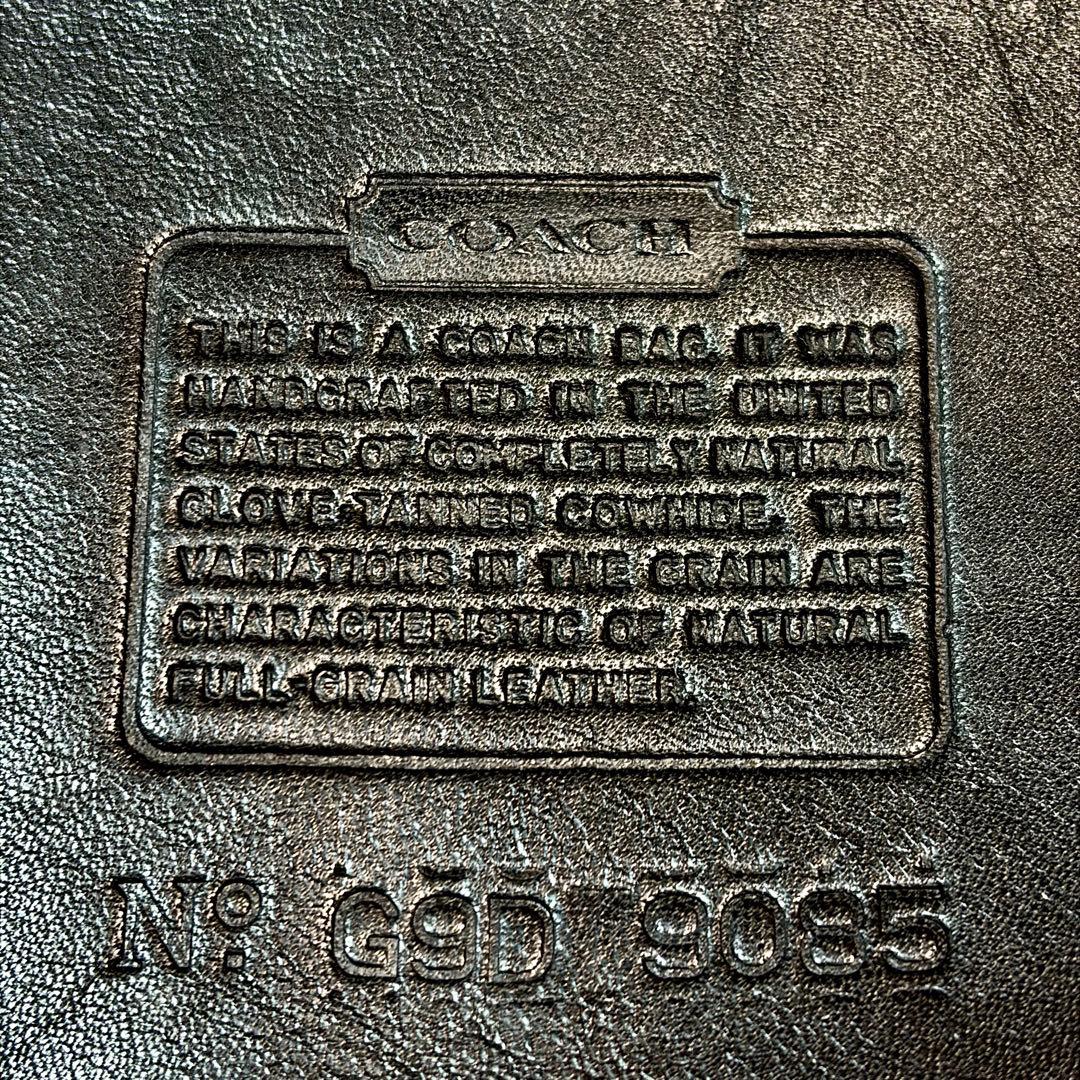 COACH
THIS IS A COACH BAG. IT WAS
HANDCRAFTED IN THE UNITED
STATES OF COMPLETELY NATURAL
GLOVE-TANNED COWHIDE. THE
VARIATIONS IN THE GRAIN ARE
CHARACTERISTIC OF NATURAL
FULL-GRAIN LEATHER.
No. G9D 9085